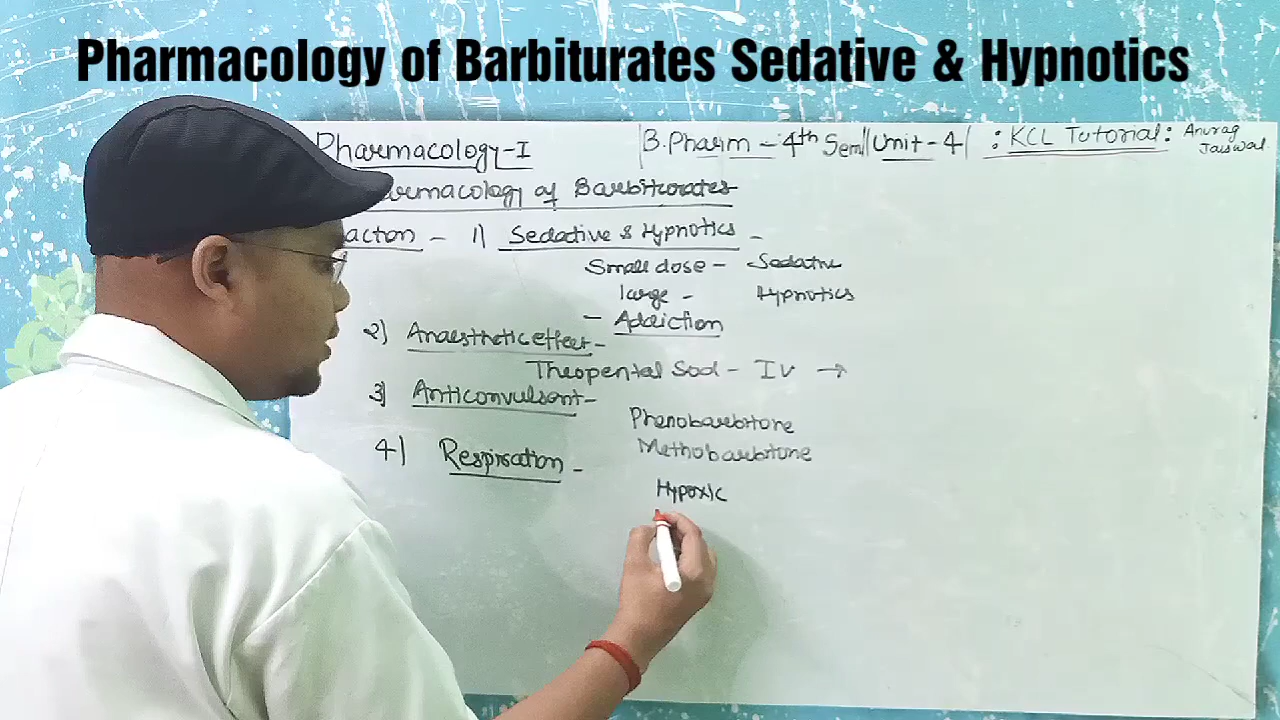 Pharmacology of Barbiturates Sedative & Hypnotics
Pharmacology-I B.Pharm - 4th Sem || Unit - 4 | : KCL Tutorial : Anurag Jaiswal
armacology of Barbiturates
acton - 1) Sedative & Hypnotics -
Small dose - Sedative
large - Hypnotics
- Addiction
2) Anaesthetic effect -
Theopental Sod - IV →
3) Anticonvulsant -
Phenobarbitone
4) Respiration - Methobarbitone
Hypoxic